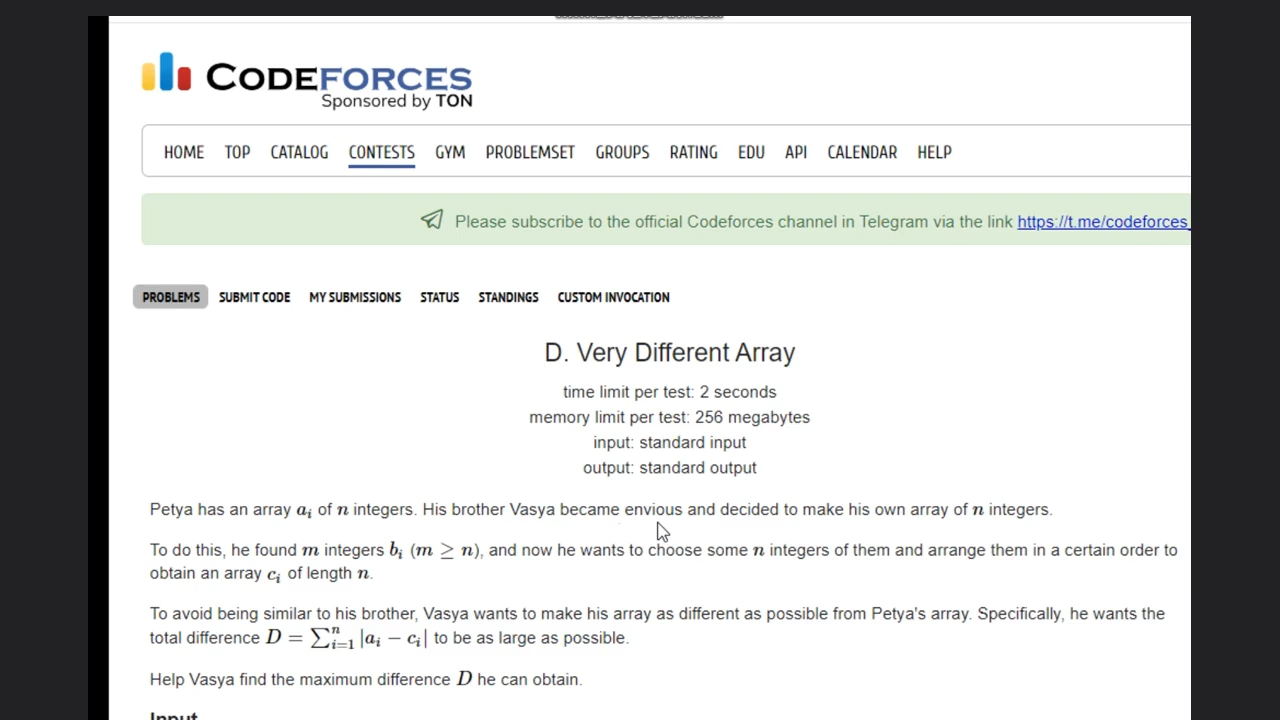 CODEFORCES
Sponsored by TON
HOME TOP CATALOG CONTESTS GYM PROBLEMSET GROUPS RATING EDU API CALENDAR HELP
Please subscribe to the official Codeforces channel in Telegram via the link https://t.me/codeforces_
PROBLEMS SUBMIT CODE MY SUBMISSIONS STATUS STANDINGS CUSTOM INVOCATION
D. Very Different Array
time limit per test: 2 seconds
memory limit per test: 256 megabytes
input: standard input
output: standard output
Petya has an array a_i of n integers. His brother Vasya became envious and decided to make his own array of n integers.
To do this, he found m integers b_i (m ≥ n), and now he wants to choose some n integers of them and arrange them in a certain order to
obtain an array c_i of length n.
To avoid being similar to his brother, Vasya wants to make his array as different as possible from Petya's array. Specifically, he wants the
total difference D = ∑_{i=1}^{n} |a_i − c_i| to be as large as possible.
Help Vasya find the maximum difference D he can obtain.
Input